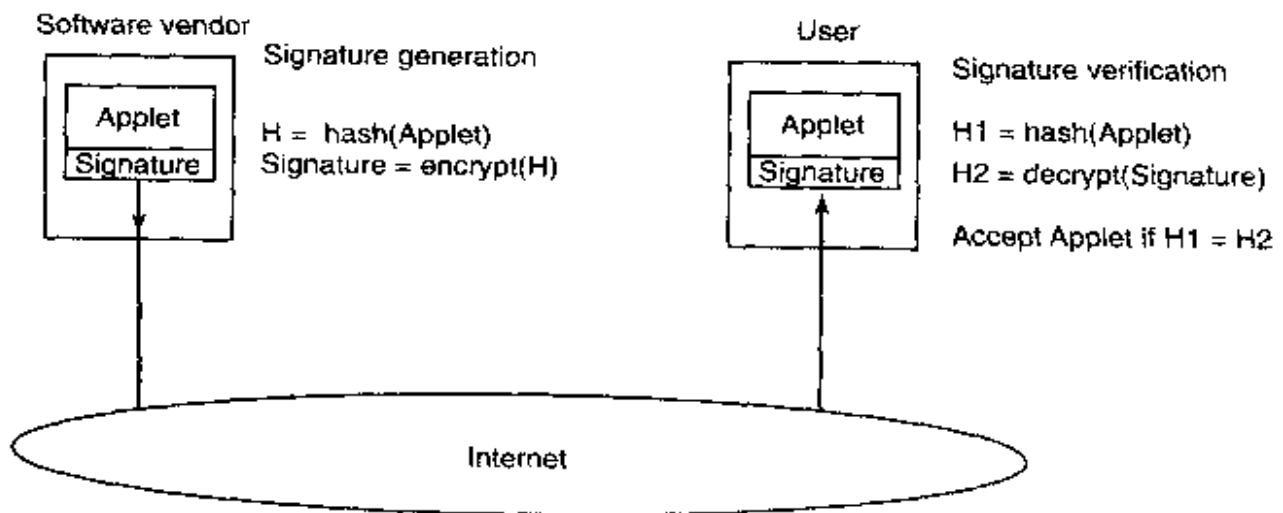 Software vendor
Signature generation
Applet
Signature
H = hash(Applet)
Signature = encrypt(H)
User
Signature verification
Applet
Signature
H1 = hash(Applet)
H2 = decrypt(Signature)
Accept Applet if H1 = H2
Internet